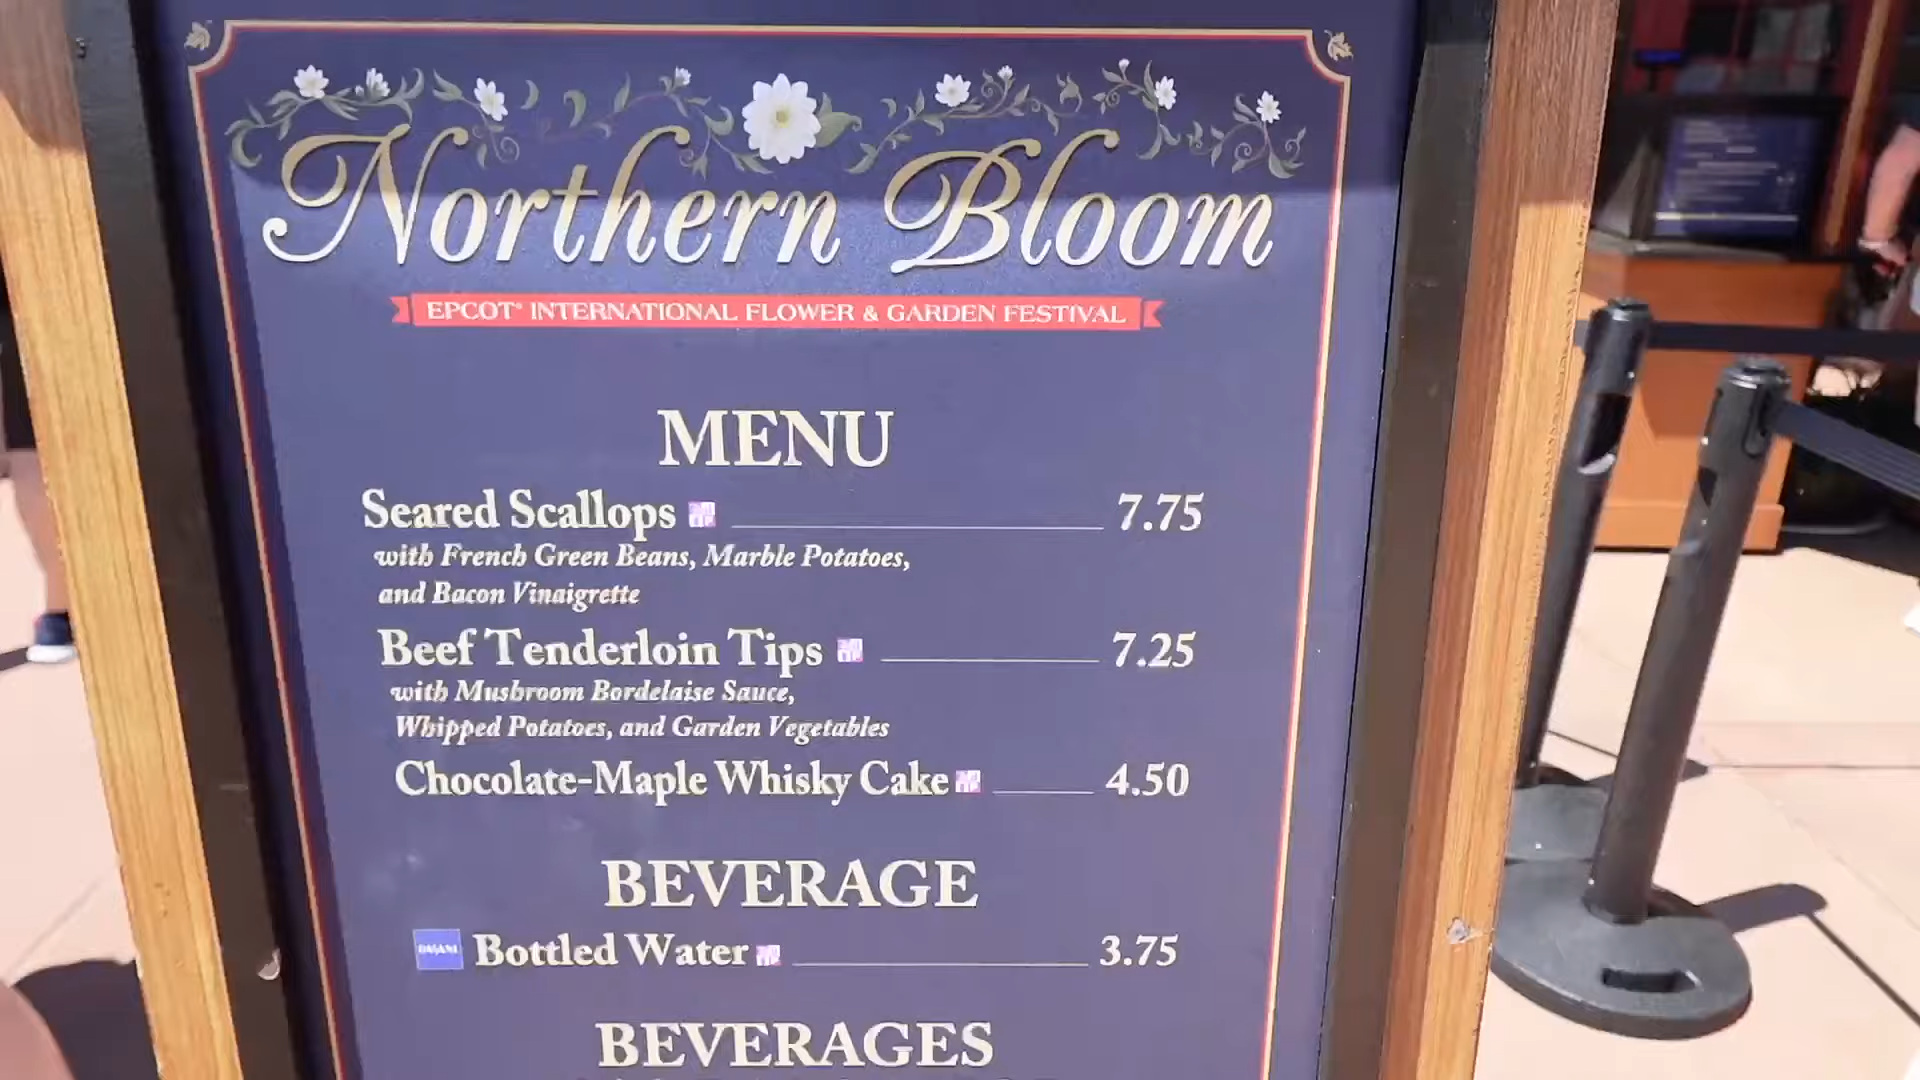 Northern Bloom
EPCOT® INTERNATIONAL FLOWER & GARDEN FESTIVAL
MENU
Seared Scallops 7.75
with French Green Beans, Marble Potatoes,
and Bacon Vinaigrette
Beef Tenderloin Tips 7.25
with Mushroom Bordelaise Sauce,
Whipped Potatoes, and Garden Vegetables
Chocolate-Maple Whisky Cake 4.50
BEVERAGE
DASANI Bottled Water 3.75
BEVERAGES